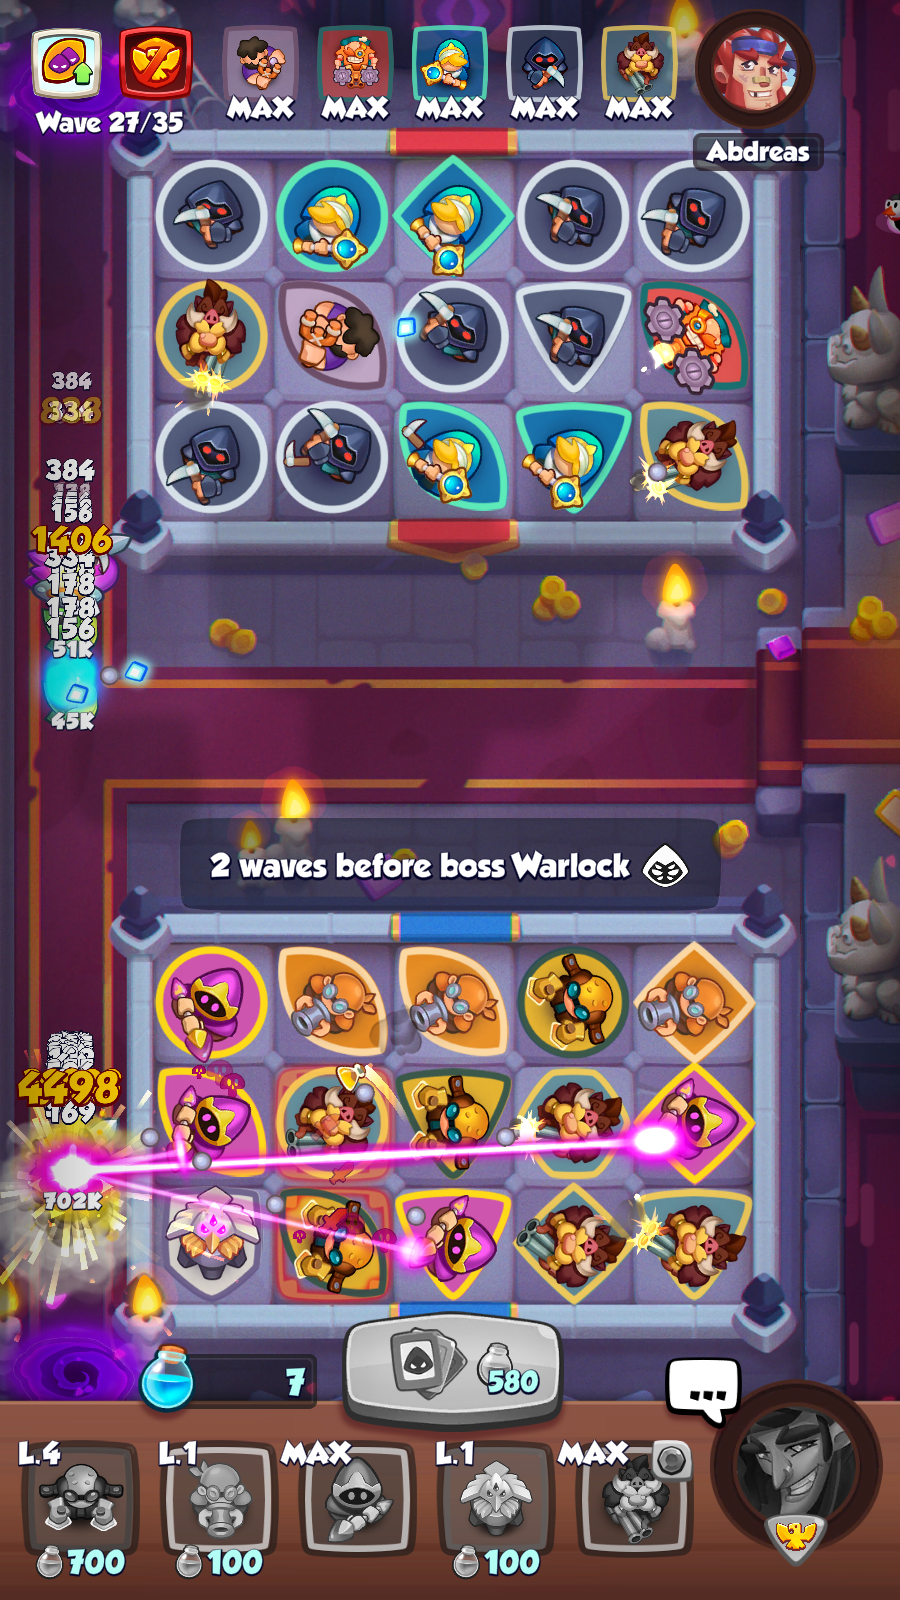 MAX MAX MAX MAX MAX
Wave 27/35
Abdreas
384
334
384
156
1406
334
178
178
156
51K
45K
2 waves before boss Warlock
4498
169
702K
7
580
...
L.4 L.1 MAX L.1 MAX
700 100 100